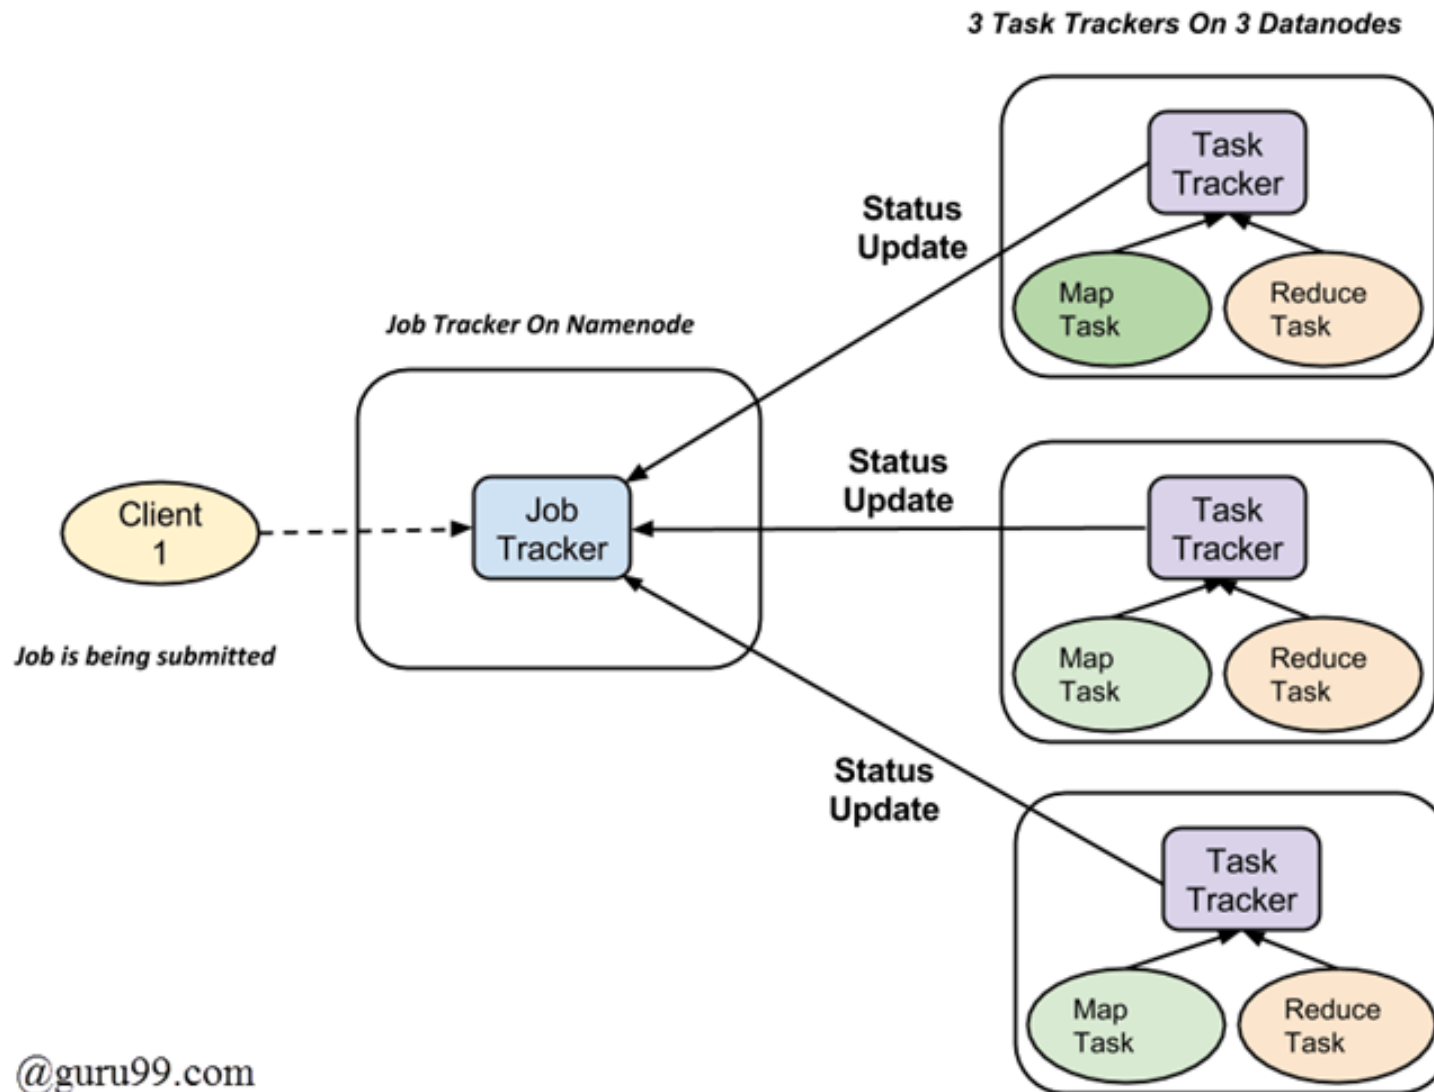 3 Task Trackers On 3 Datanodes
Task
Tracker
Status
Update
Map
Task
Reduce
Task
Job Tracker On Namenode
Status
Update
Client
1
Job
Tracker
Task
Tracker
Job is being submitted
Map
Task
Reduce
Task
Status
Update
Task
Tracker
Map
Task
Reduce
Task
@guru99.com